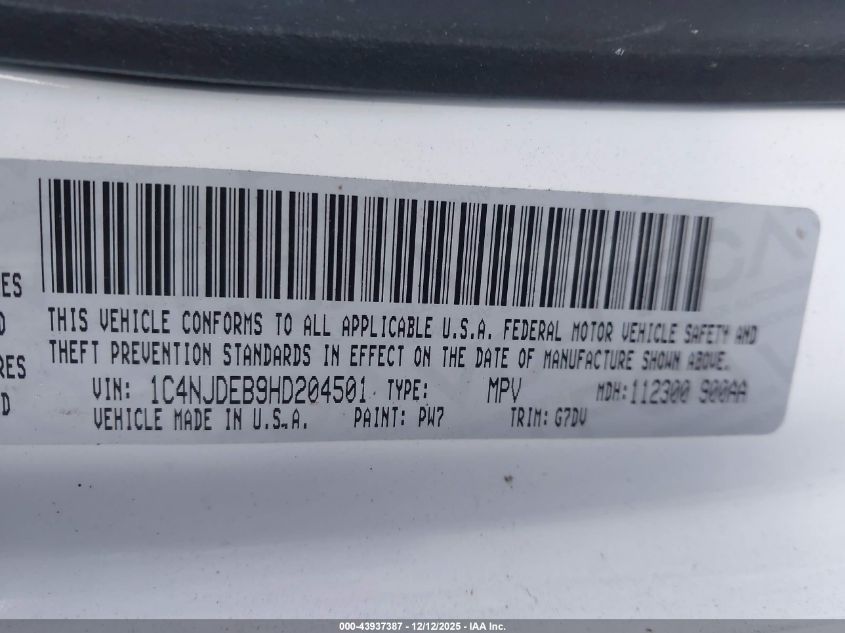 ES
D
RES
D
THIS VEHICLE CONFORMS TO ALL APPLICABLE U.S.A. FEDERAL MOTOR VEHICLE SAFETY AND
THEFT PREVENTION STANDARDS IN EFFECT ON THE DATE OF MANUFACTURE SHOWN ABOVE.
VIN: 1C4NJDEB9HD204501 TYPE: MPV MDH:112300 900AA
VEHICLE MADE IN U.S.A. PAINT: PW7 TRIM: G7DV
000-43937387 - 12/12/2025 - IAA Inc.